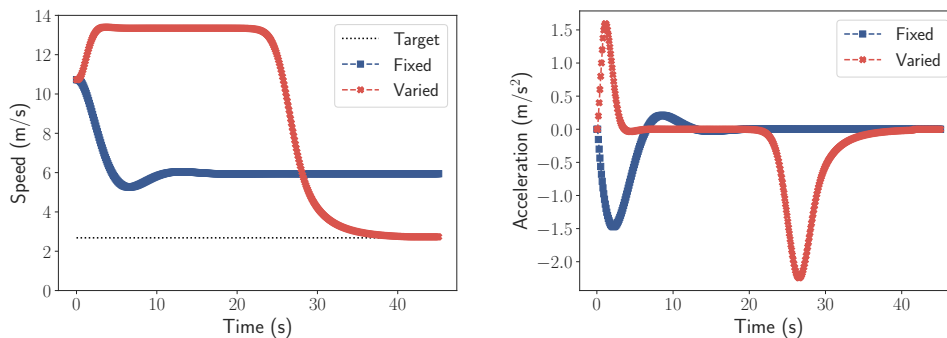 14
12
10
8
6
4
2
0
Speed (m/s)
Target
Fixed
Varied
0
10
20
30
40
Time (s)
1.5
1.0
0.5
0.0
−0.5
−1.0
−1.5
−2.0
Acceleration (m/s²)
Fixed
Varied
0
10
20
30
40
Time (s)